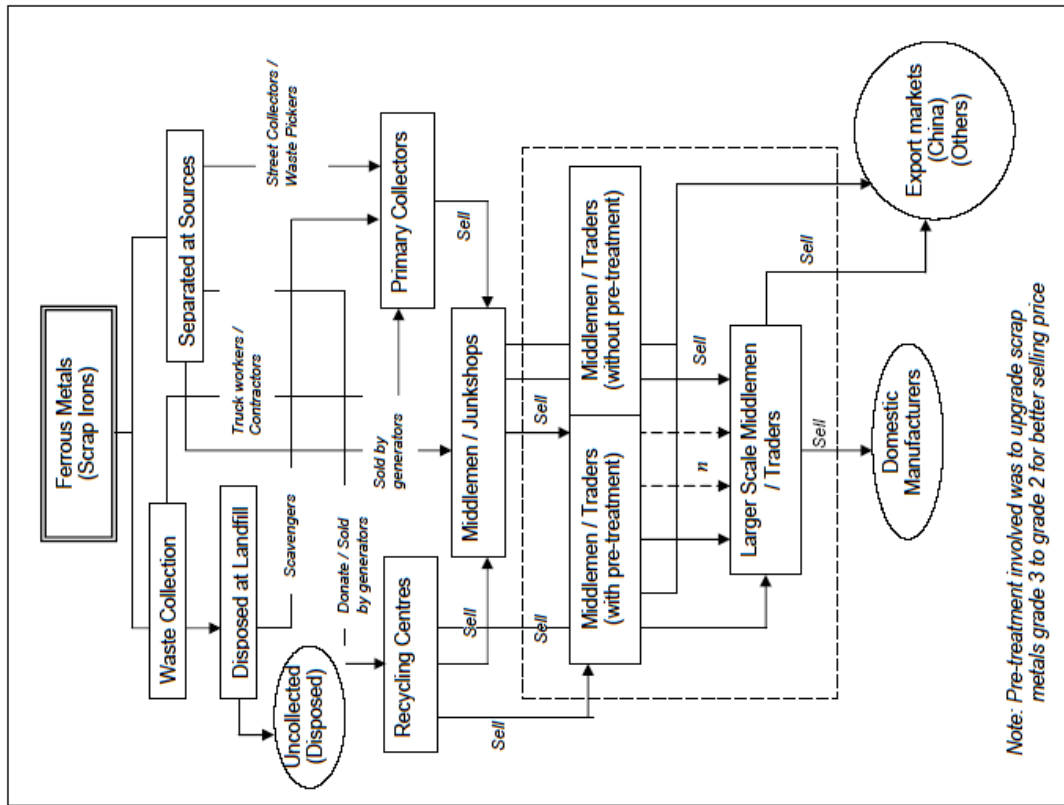 Ferrous Metals
(Scrap Irons)
Waste Collection
Separated at Sources
Disposed at Landfill
Truck workers /
Contractors
Street Collectors /
Waste Pickers
Uncollected
(Disposed)
Scavengers
Donate / Sold
by generators
Sold by
generators
Recycling Centres
Primary Collectors
Sell
Middlemen / Junkshops
Sell
Sell
Sell
Sell
Middlemen / Traders
(with pre-treatment)
Middlemen / Traders
(without pre-treatment)
n
Sell
Larger Scale Middlemen
/ Traders
Sell
Sell
Domestic
Manufacturers
Export markets
(China)
(Others)
Note: Pre-treatment involved was to upgrade scrap
metals grade 3 to grade 2 for better selling price